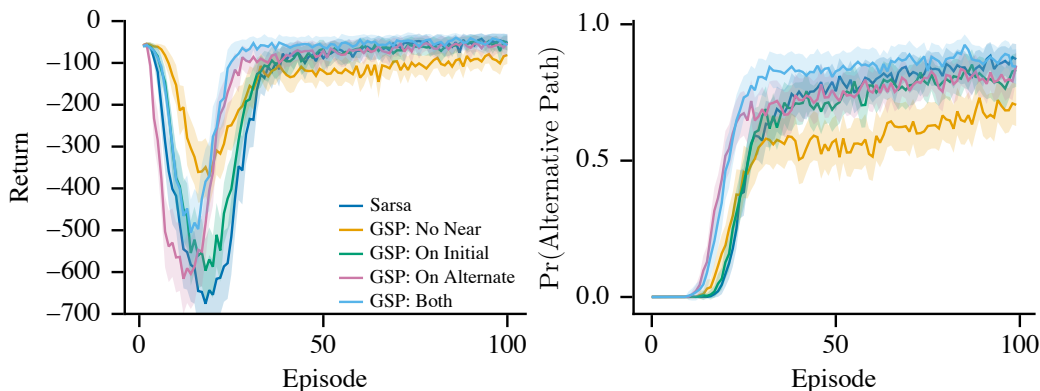 0
−100
−200
−300
−400
−500
−600
−700
Return
0
50
100
Episode
Sarsa
GSP: No Near
GSP: On Initial
GSP: On Alternate
GSP: Both
1.0
0.5
0.0
Pr(Alternative Path)
0
50
100
Episode